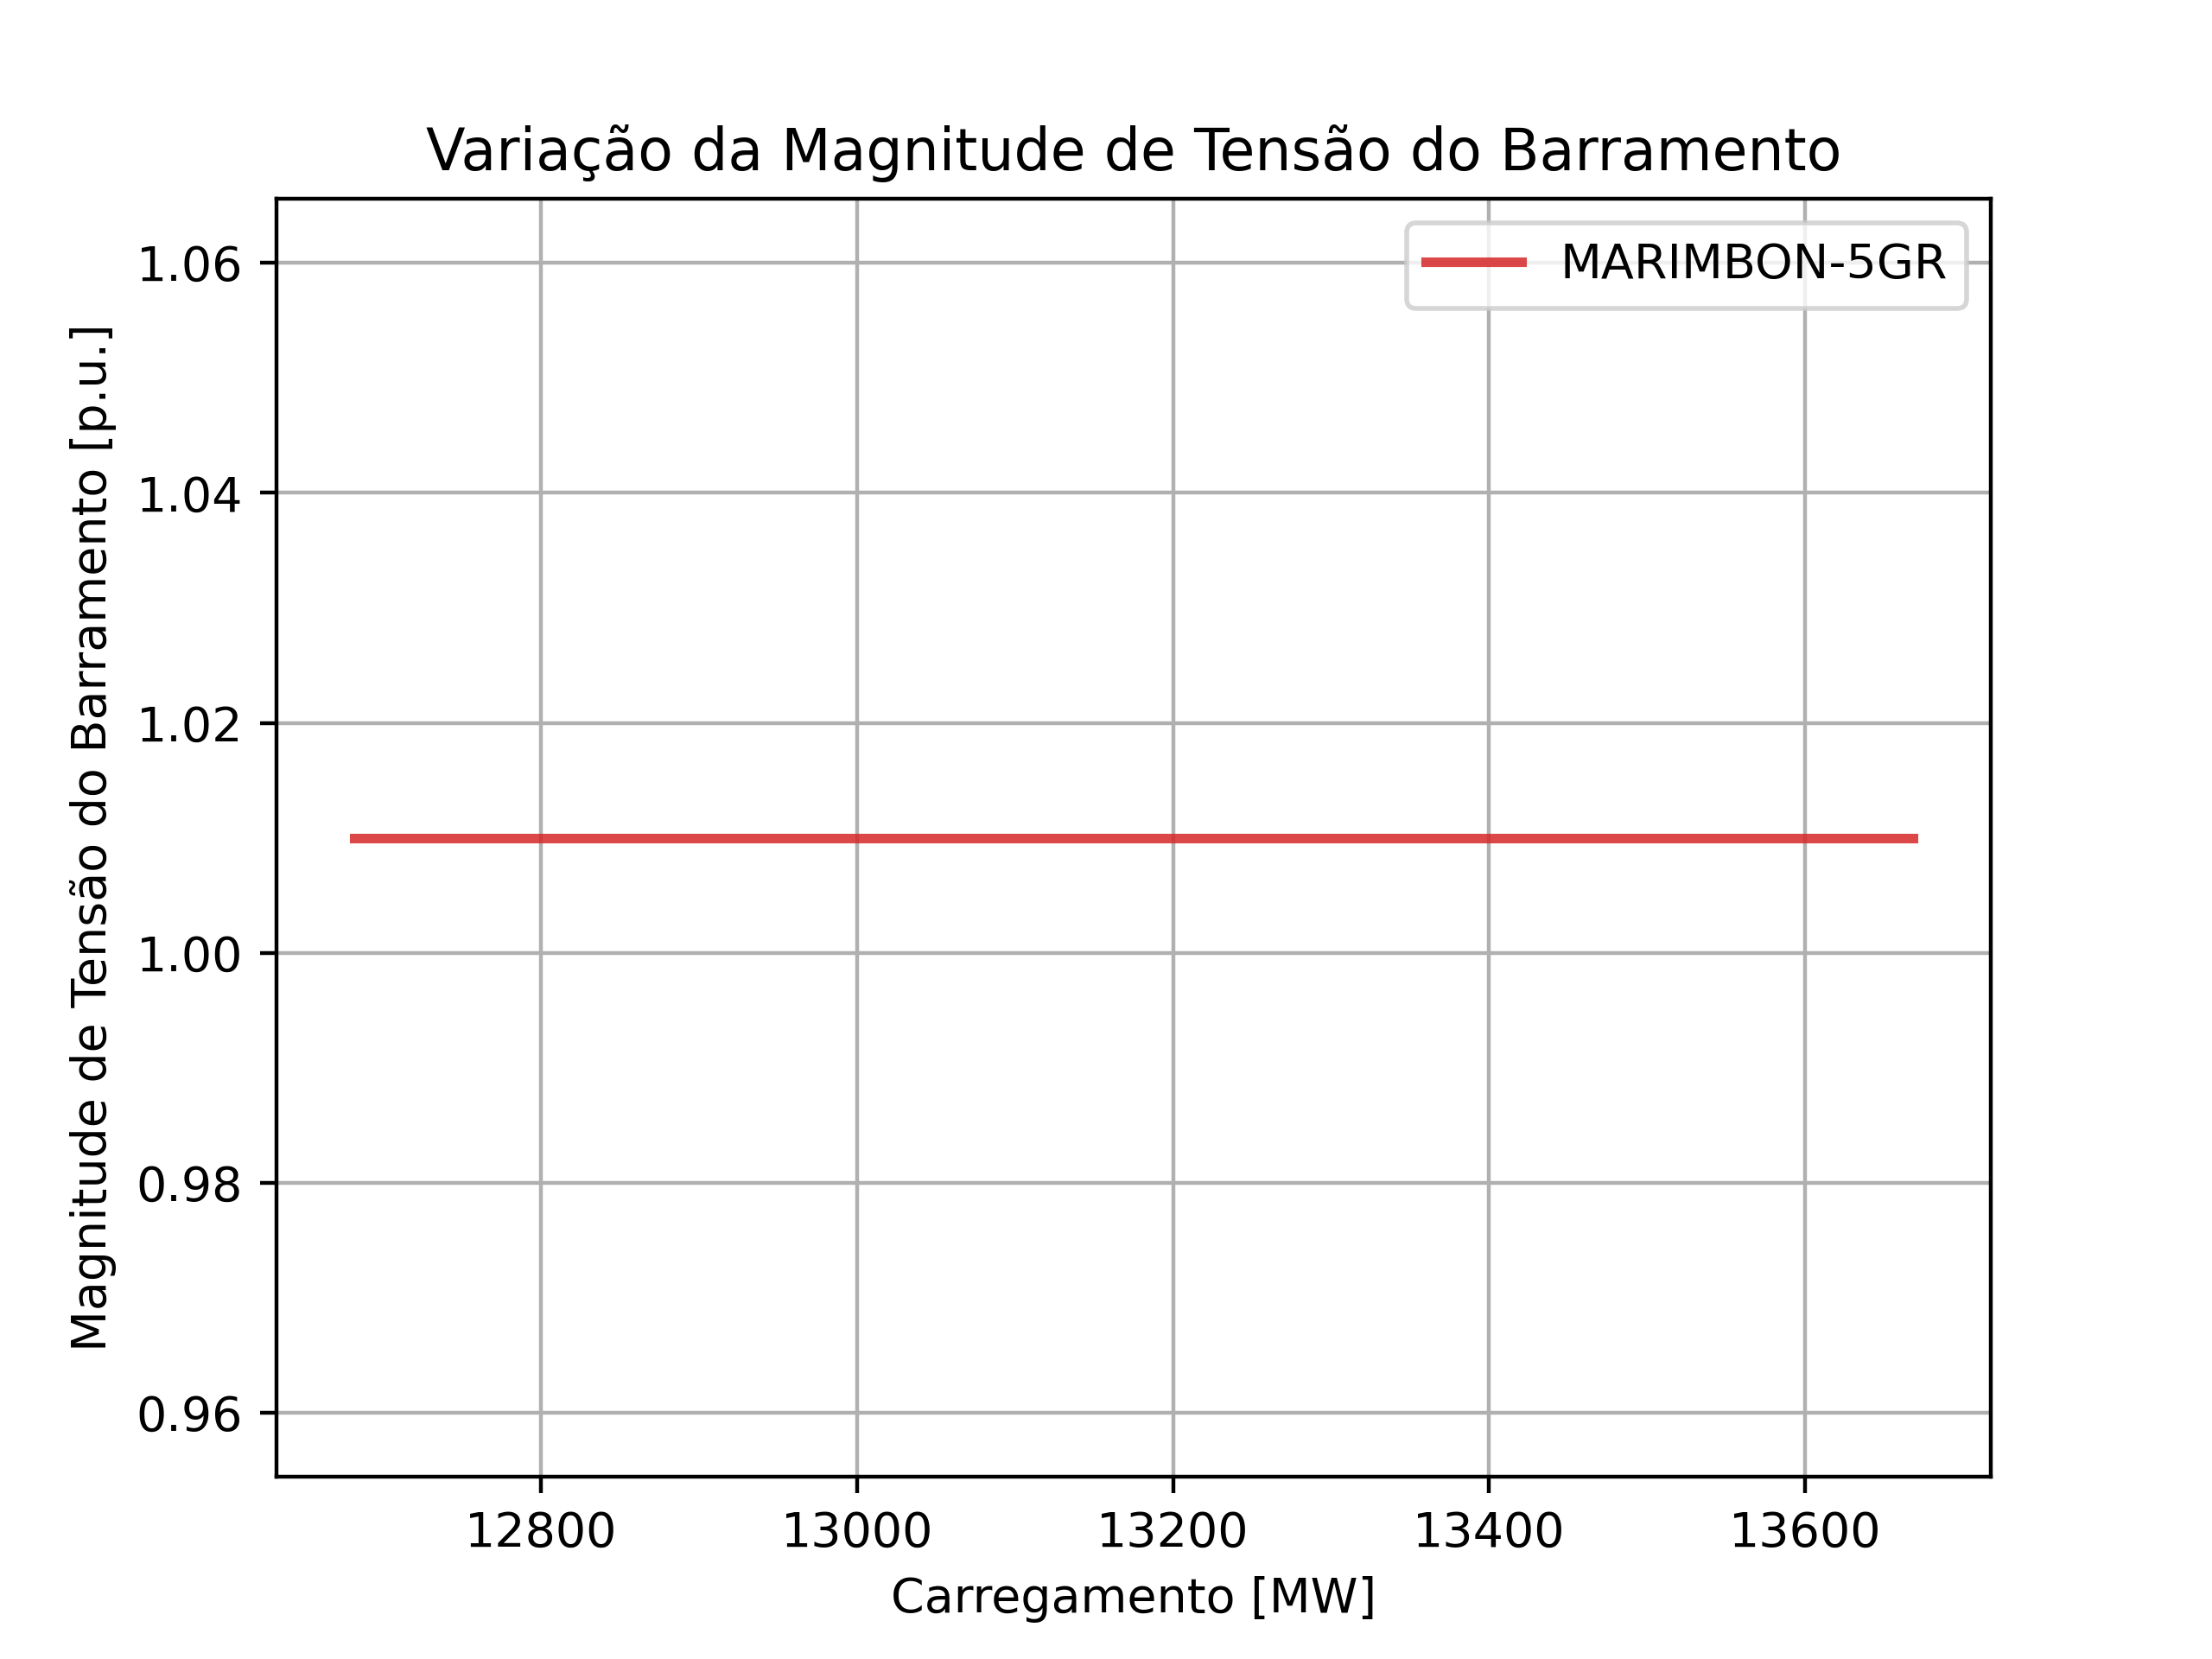 Variação da Magnitude de Tensão do Barramento
MARIMBON-5GR
Magnitude de Tensão do Barramento [p.u.]
1.06
1.04
1.02
1.00
0.98
0.96
12800 13000 13200 13400 13600
Carregamento [MW]